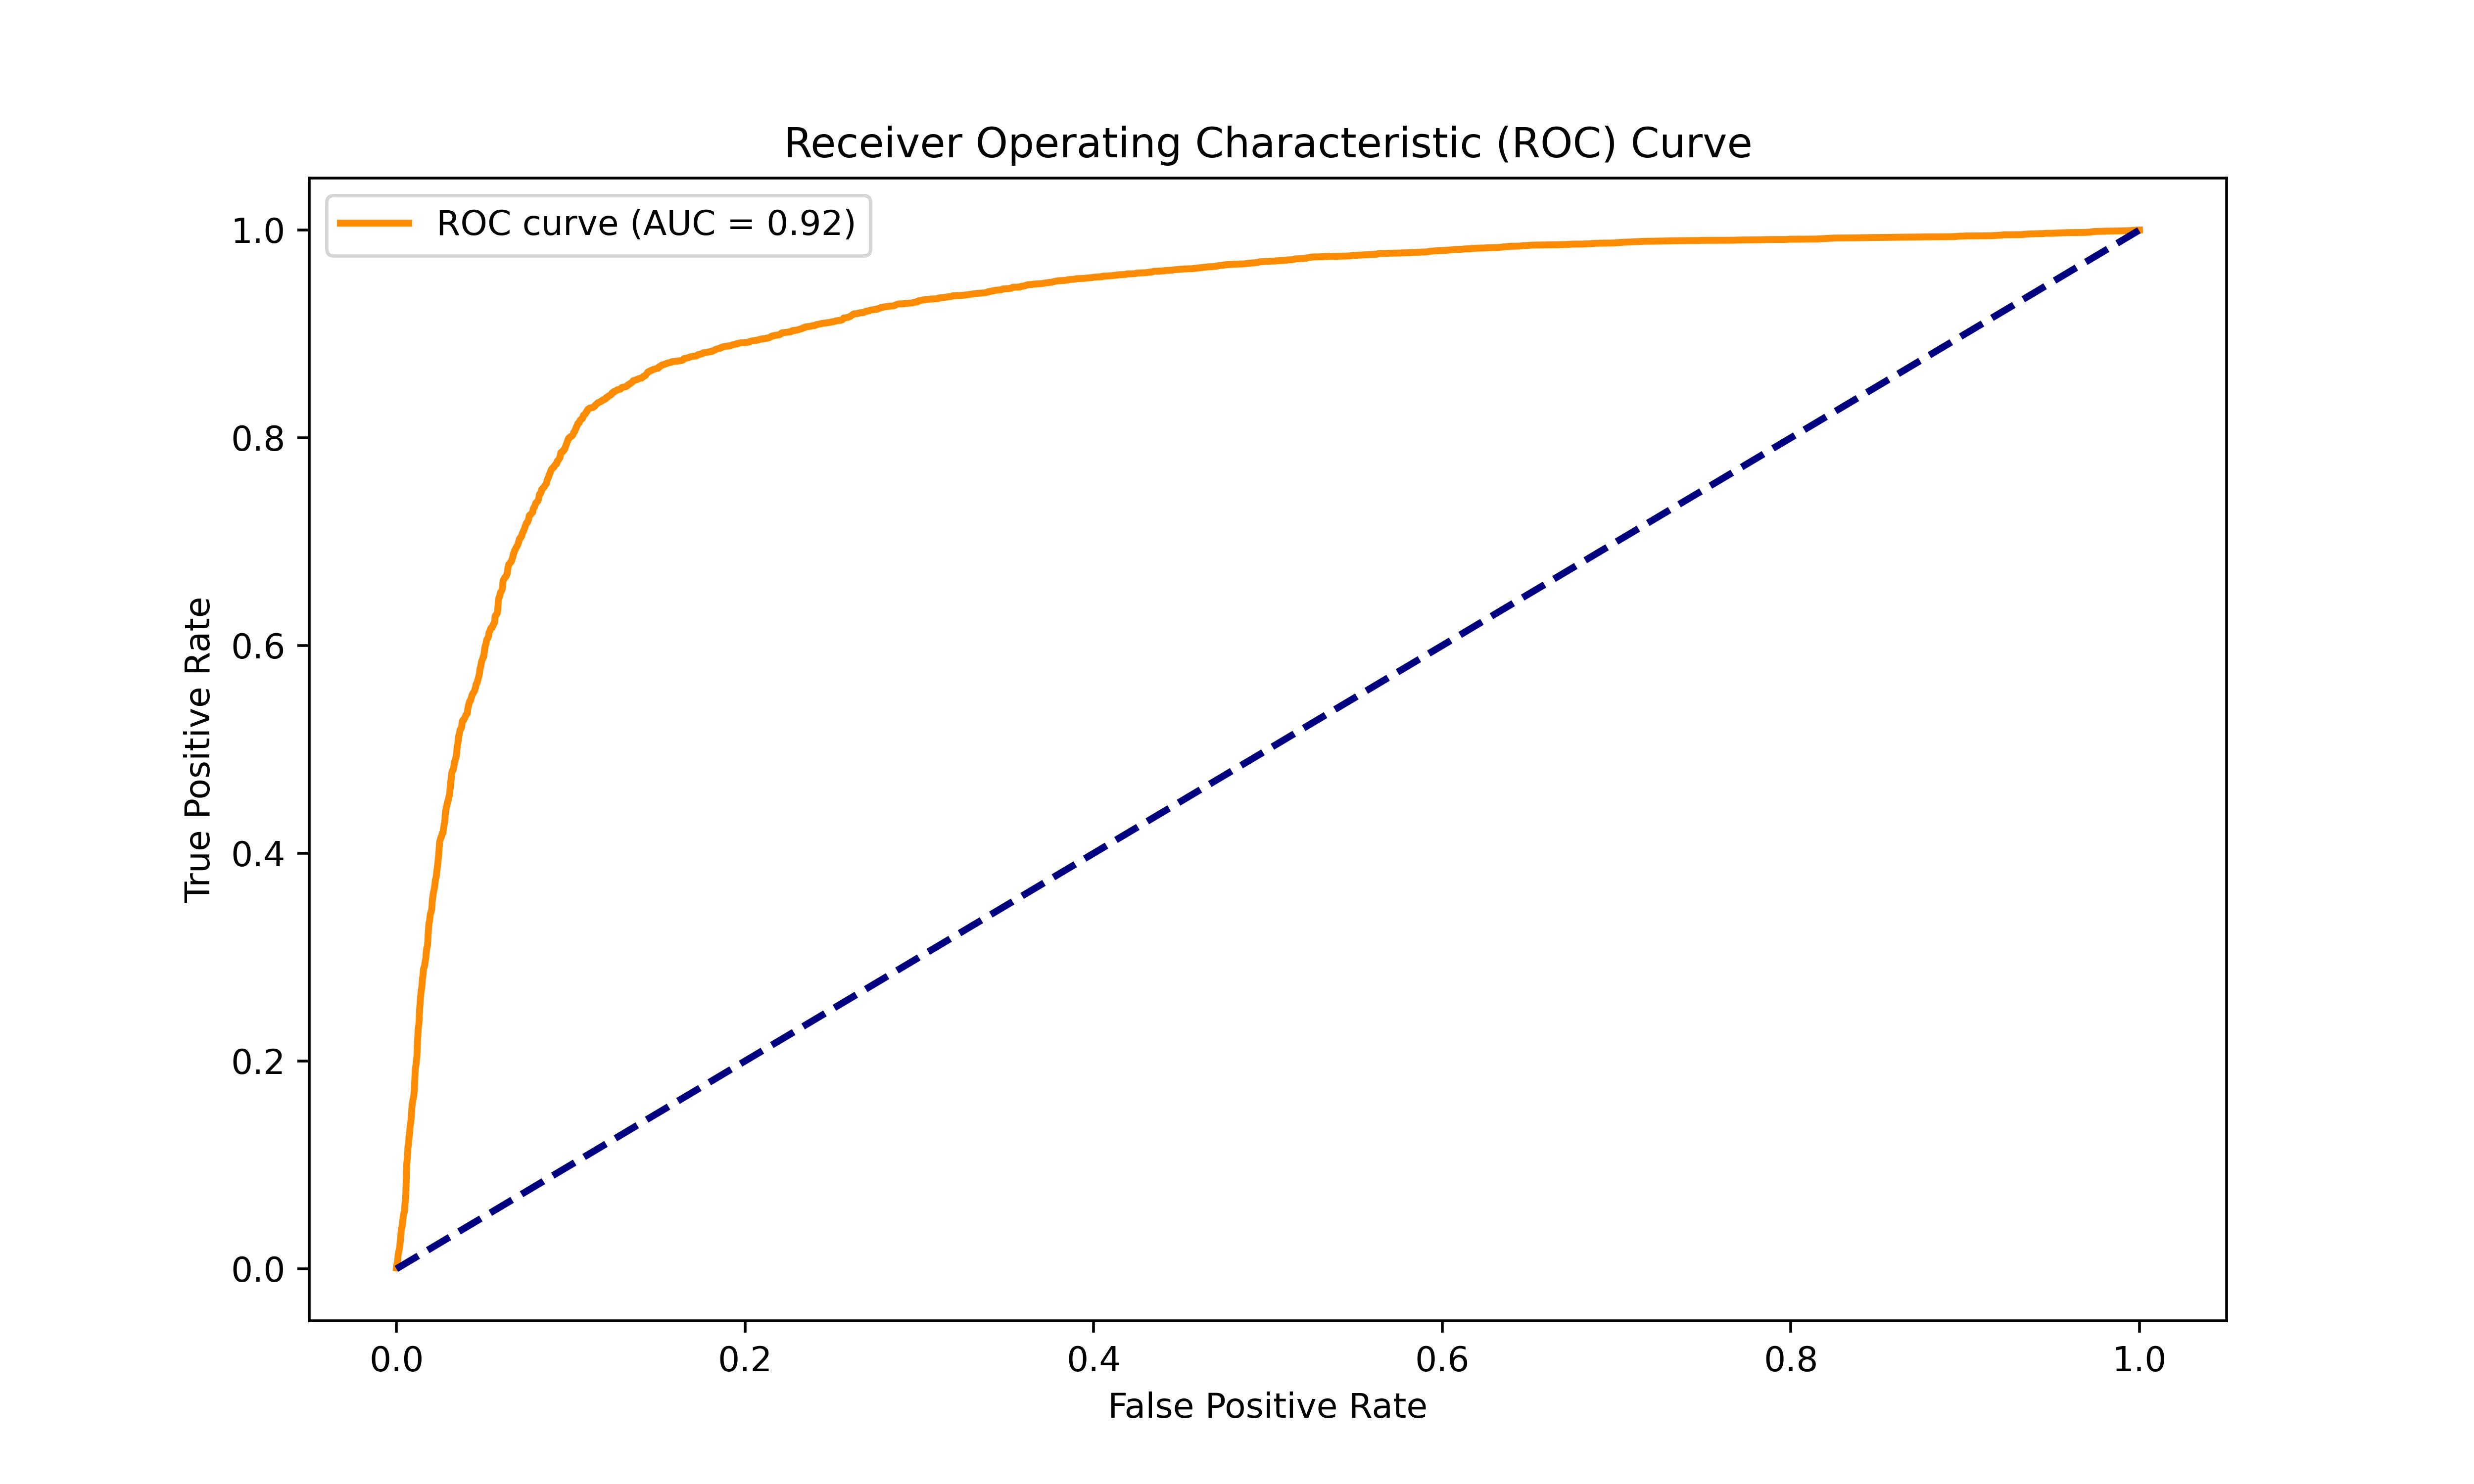 Receiver Operating Characteristic (ROC) Curve
ROC curve (AUC = 0.92)
1.0
0.8
0.6
0.4
0.2
0.0
True Positive Rate
0.0 0.2 0.4 0.6 0.8 1.0
False Positive Rate